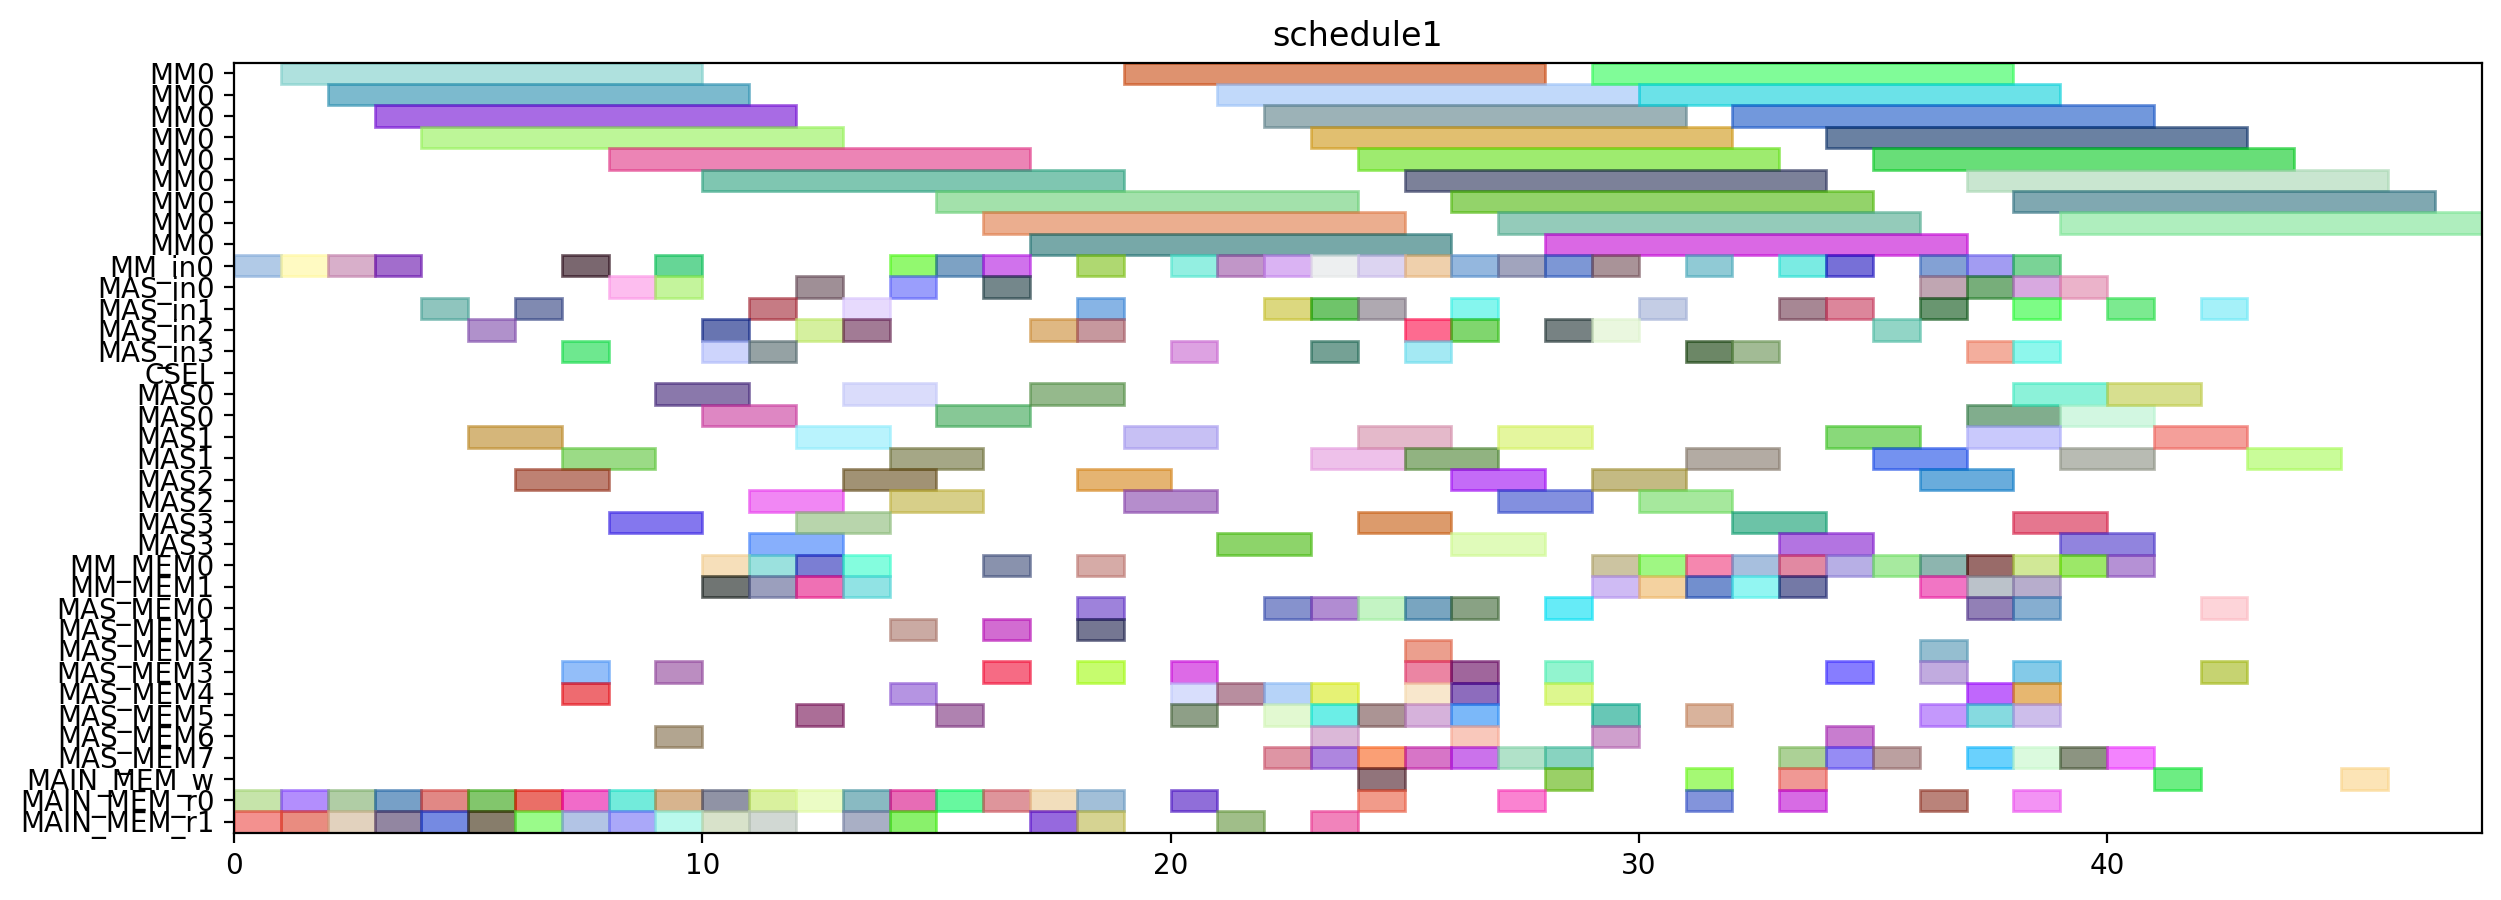 schedule1
MM0
MM0
MM0
MM0
MM0
MM0
MM0
MM0
MM0
MM_in0
MAS_in0
MAS_in1
MAS_in2
MAS_in3
CSEL
MAS0
MAS0
MAS1
MAS1
MAS2
MAS2
MAS3
MAS3
MM_MEM0
MM_MEM1
MAS_MEM0
MAS_MEM1
MAS_MEM2
MAS_MEM3
MAS_MEM4
MAS_MEM5
MAS_MEM6
MAS_MEM7
MAIN_MEM_w
MAIN_MEM_r0
MAIN_MEM_r1
0 10 20 30 40